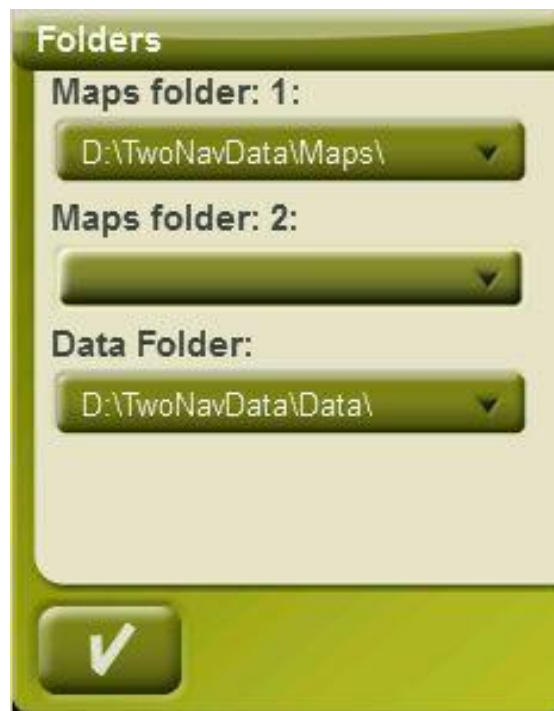 Folders
Maps folder: 1:
D:\TwoNavData\Maps\
Maps folder: 2:
Data Folder:
D:\TwoNavData\Data\